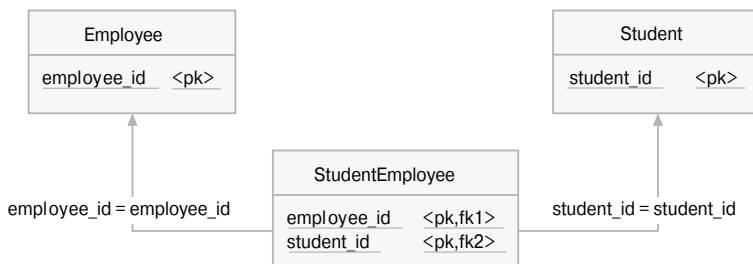 Employee
employee_id <pk>
Student
student_id <pk>
StudentEmployee
employee_id <pk,fk1>
student_id <pk,fk2>
employee_id = employee_id
student_id = student_id